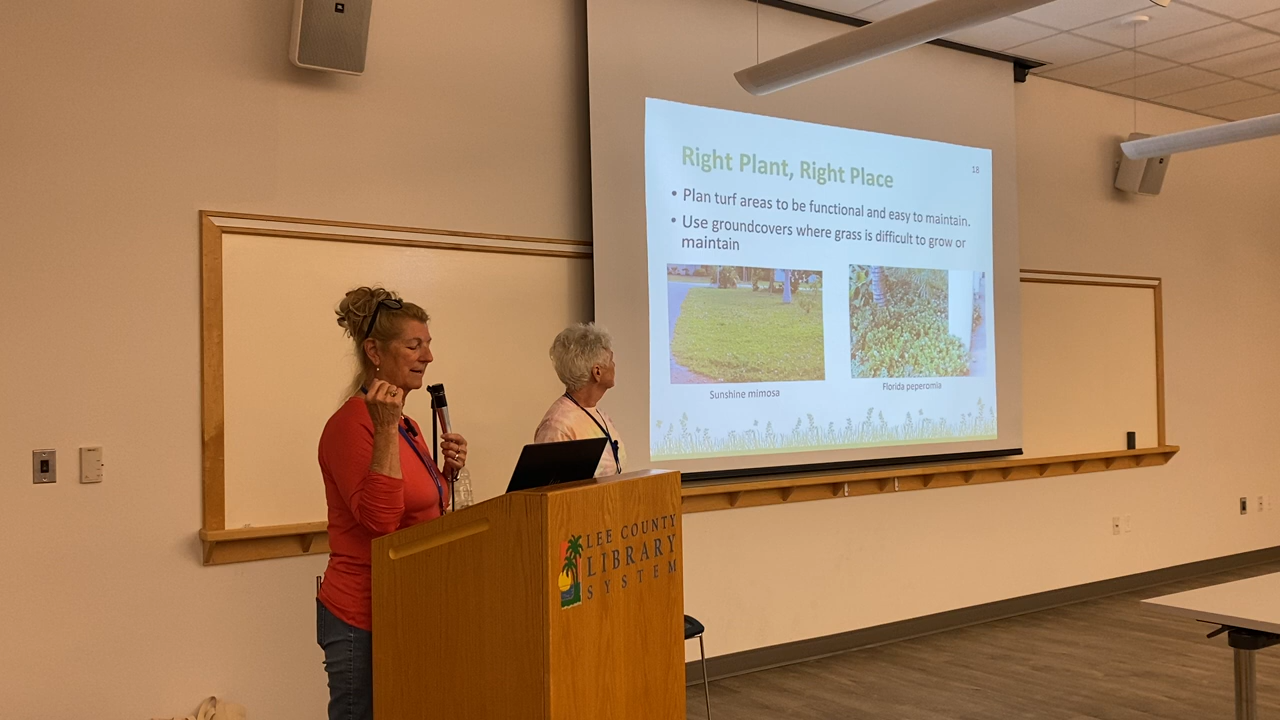 Right Plant, Right Place
18
• Plan turf areas to be functional and easy to maintain.
• Use groundcovers where grass is difficult to grow or
maintain
Sunshine mimosa
Florida peperomia
LEE COUNTY
LIBRARY
SYSTEM
JBL